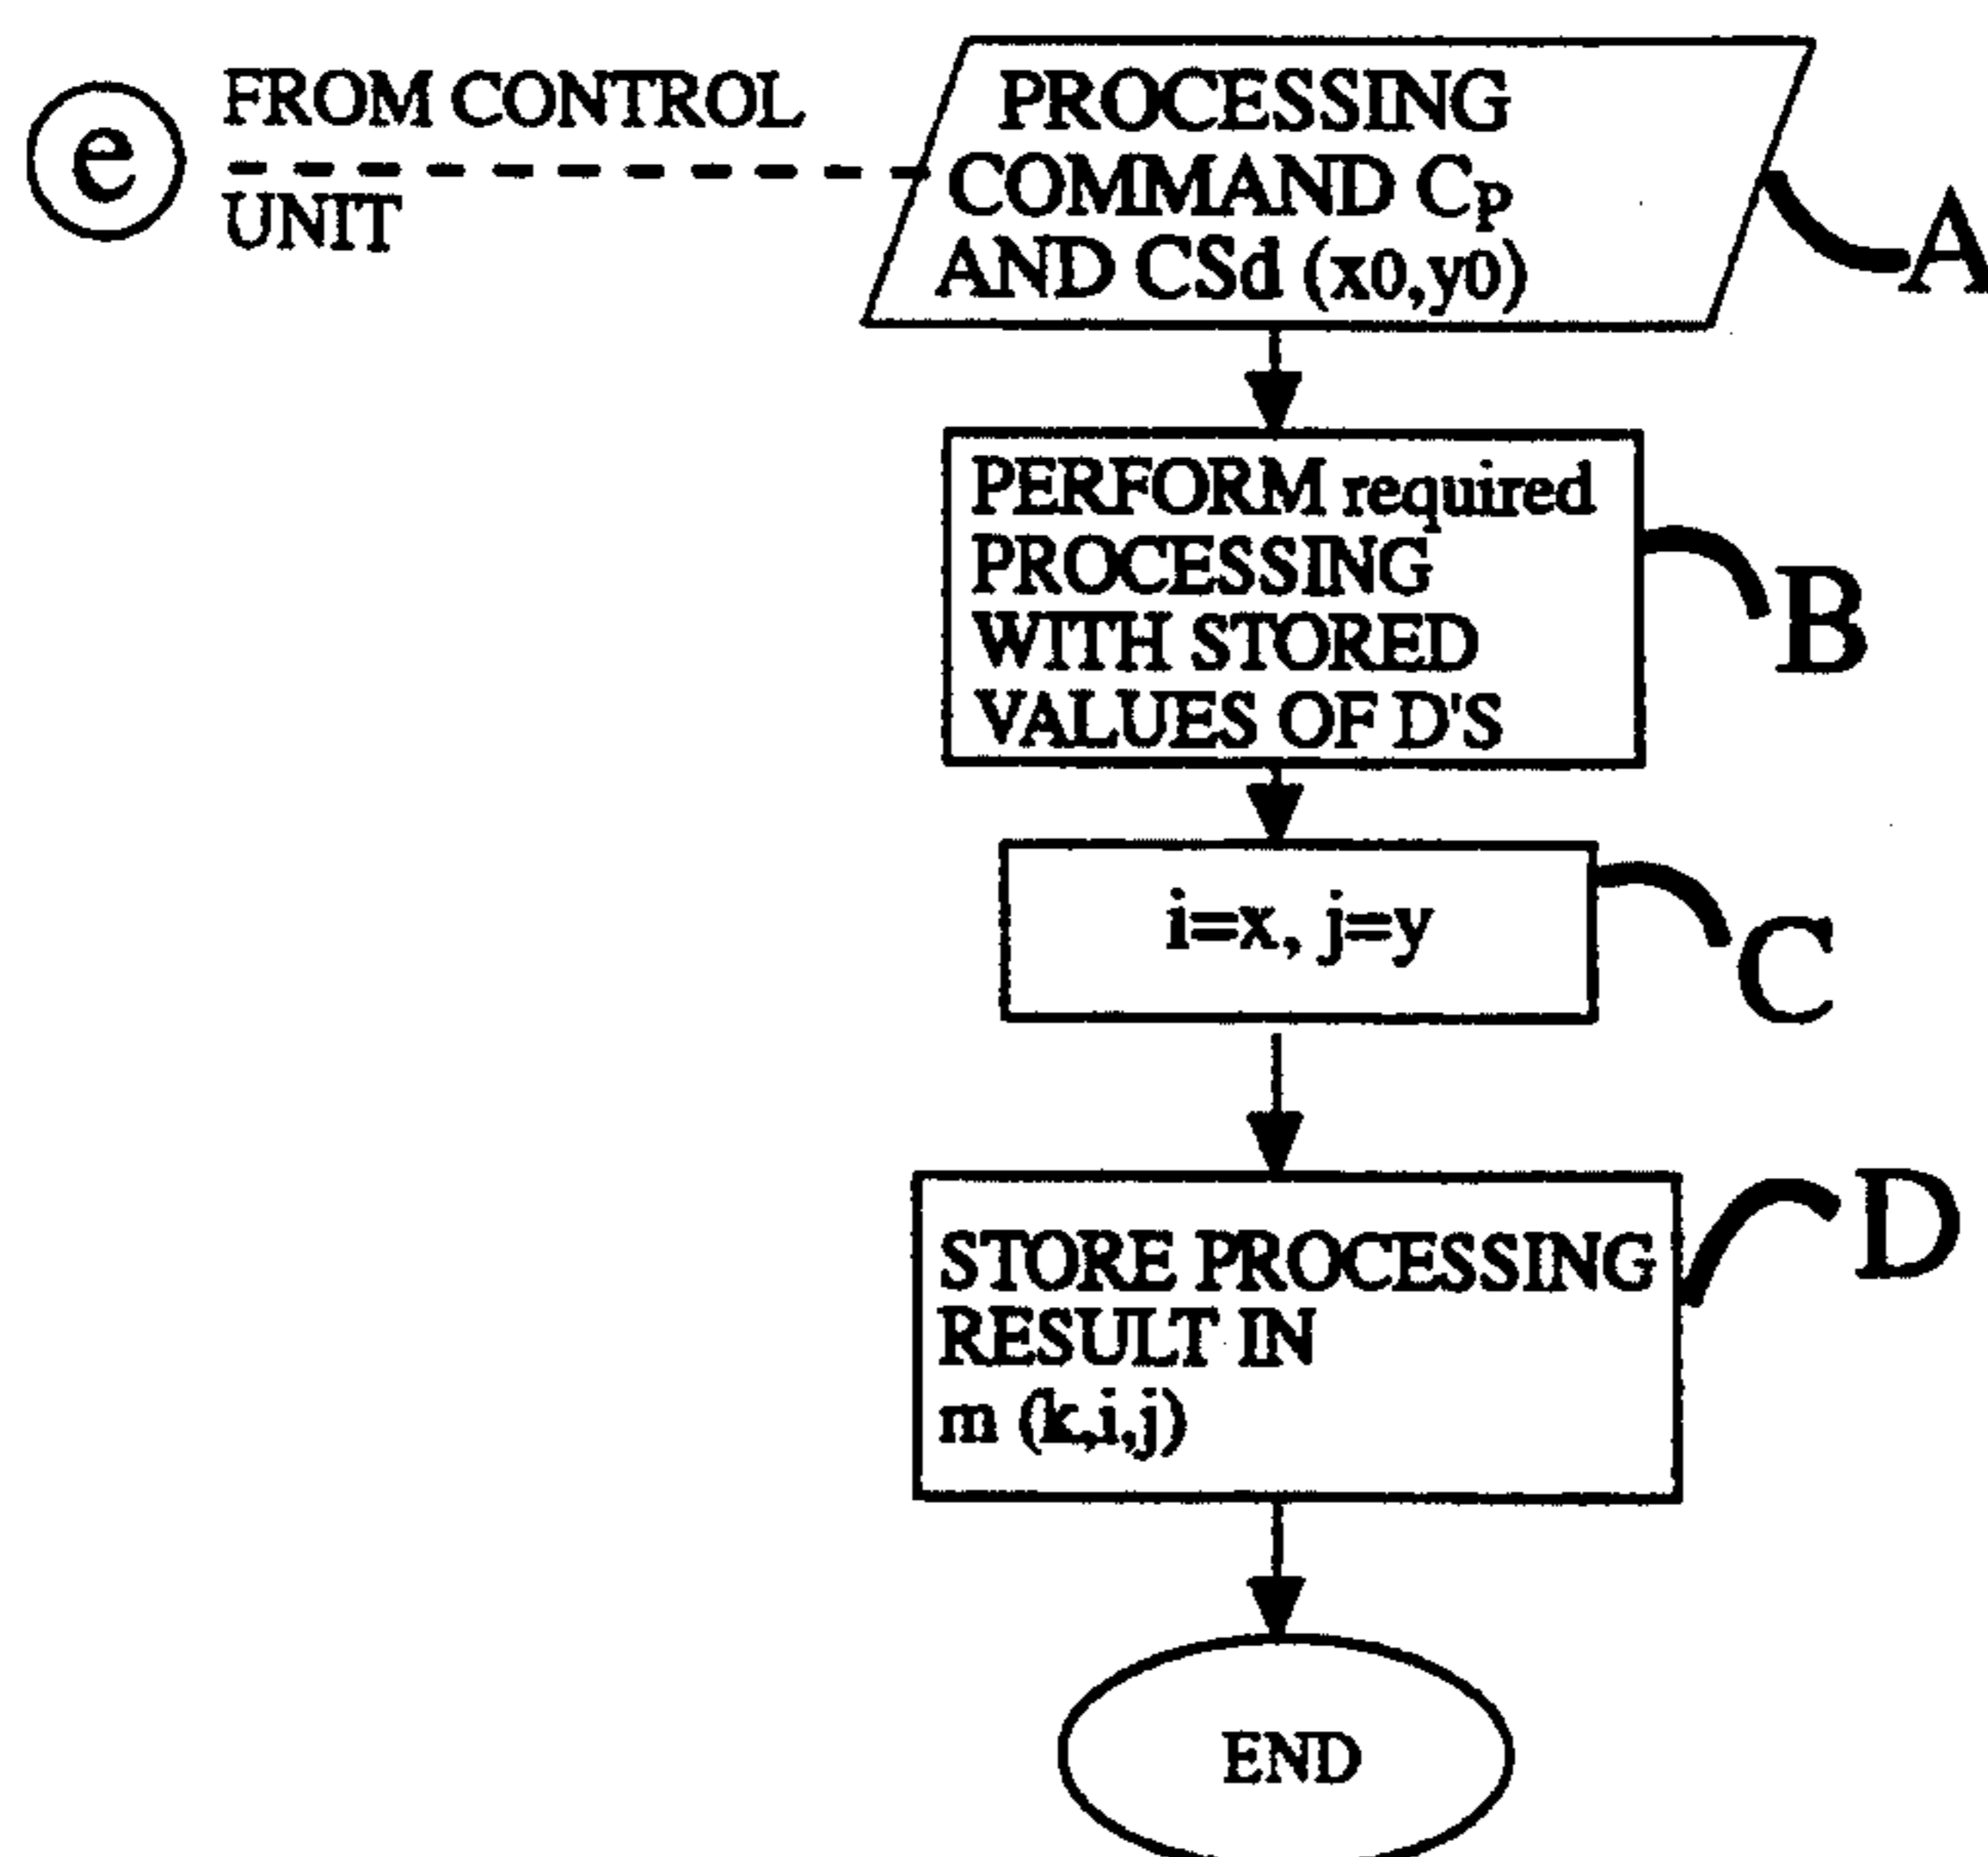 e
FROM CONTROL
UNIT
PROCESSING
COMMAND CP
AND CSd (x0,y0)
A
PERFORM required
PROCESSING
WITH STORED
VALUES OF D'S
B
i=x, j=y
C
STORE PROCESSING
RESULT IN
m (k,i,j)
D
END